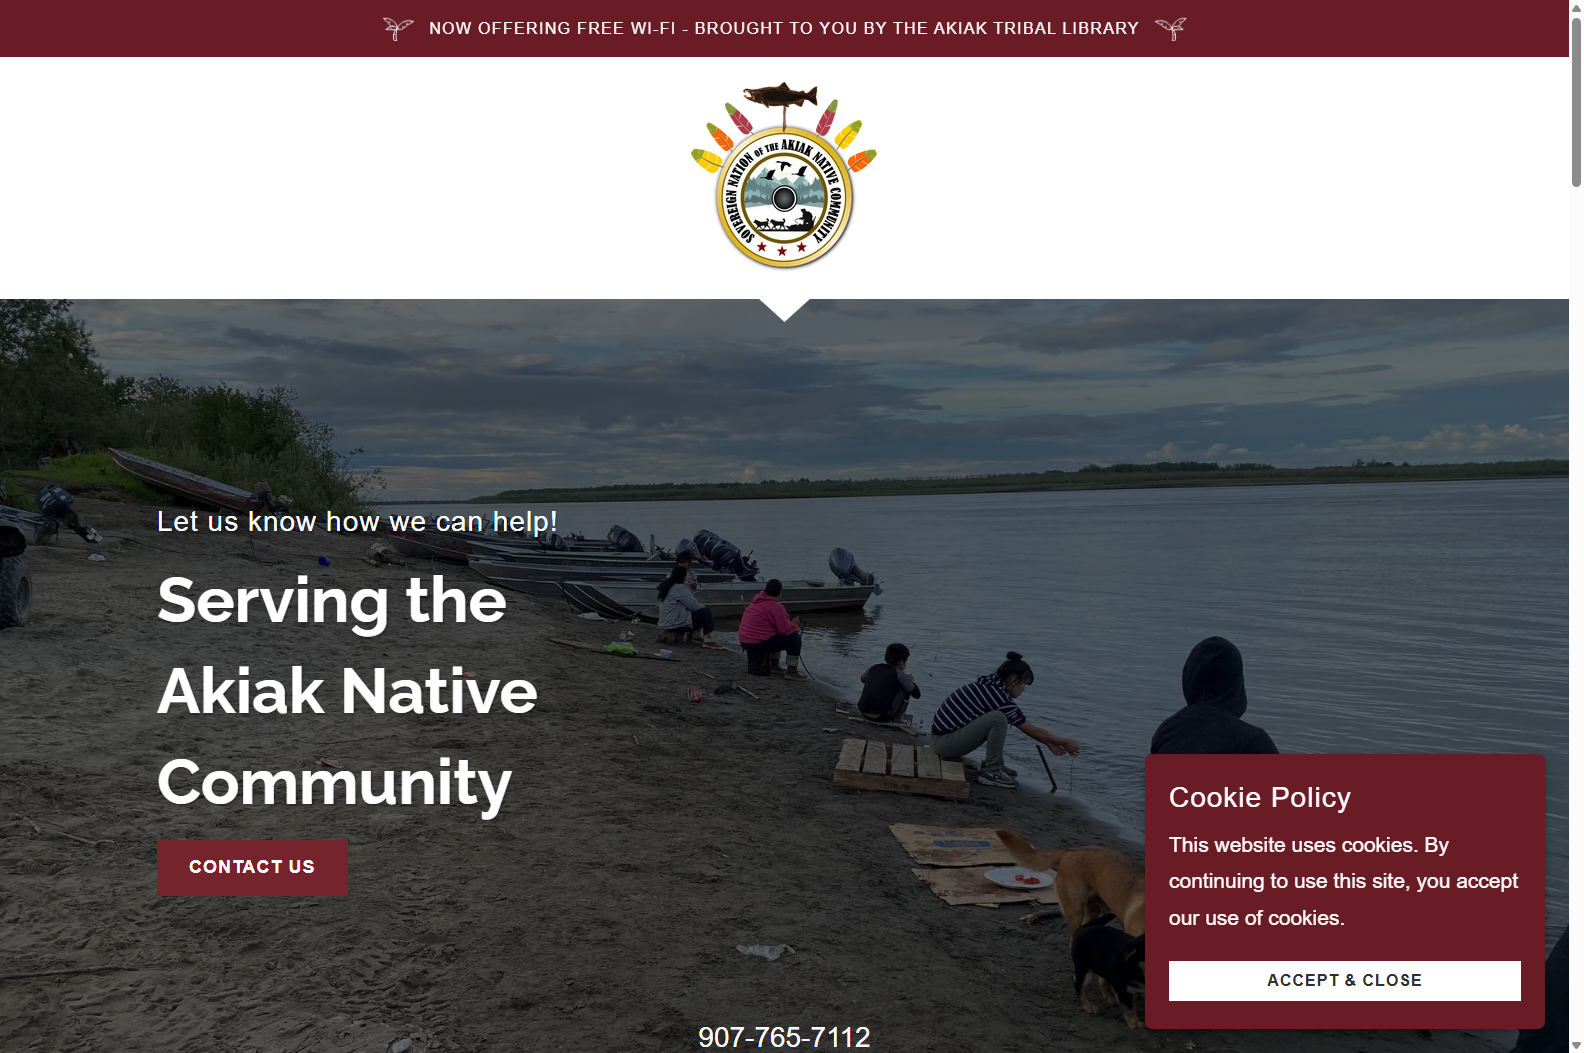 NOW OFFERING FREE WI-FI - BROUGHT TO YOU BY THE AKIAK TRIBAL LIBRARY
SOVEREIGN NATION OF THE AKIAK NATIVE COMMUNITY
Let us know how we can help!
Serving the
Akiak Native
Community
CONTACT US
907-765-7112
Cookie Policy
This website uses cookies. By
continuing to use this site, you accept
our use of cookies.
ACCEPT & CLOSE